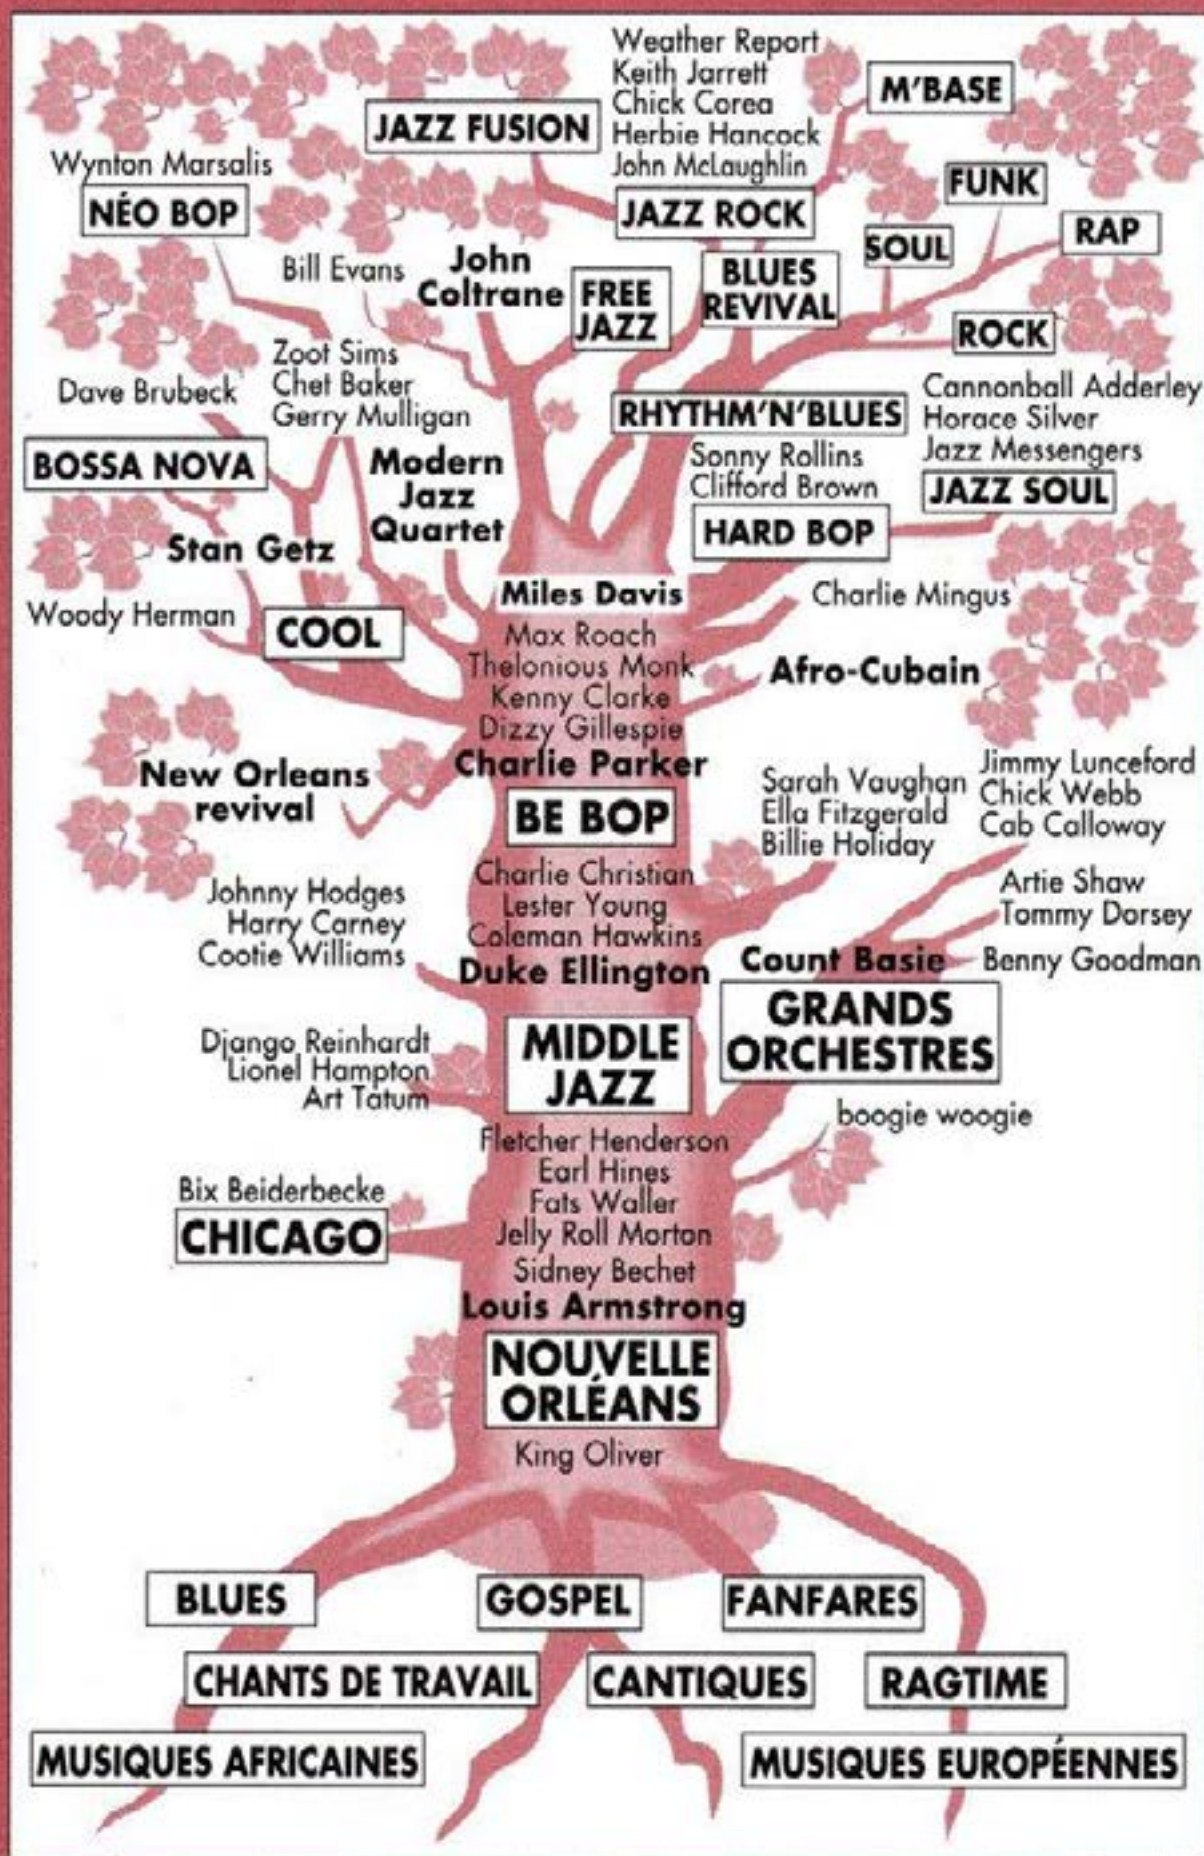 Weather Report
Keith Jarrett
Chick Corea
Herbie Hancock
John McLaughlin
M'BASE
JAZZ FUSION
Wynton Marsalis
NÉO BOP
JAZZ ROCK
FUNK
SOUL
RAP
Bill Evans
John
Coltrane
FREE
JAZZ
BLUES
REVIVAL
ROCK
Zoot Sims
Chet Baker
Gerry Mulligan
Dave Brubeck
RHYTHM'N'BLUES
Cannonball Adderley
Horace Silver
Jazz Messengers
JAZZ SOUL
BOSSA NOVA
Modern
Jazz
Quartet
Sonny Rollins
Clifford Brown
HARD BOP
Stan Getz
Woody Herman
COOL
Miles Davis
Max Roach
Thelonious Monk
Kenny Clarke
Dizzy Gillespie
Charlie Parker
BE BOP
Charlie Mingus
Afro-Cubain
New Orleans
revival
Sarah Vaughan
Ella Fitzgerald
Billie Holiday
Jimmy Lunceford
Chick Webb
Cab Calloway
Charlie Christian
Lester Young
Coleman Hawkins
Duke Ellington
MIDDLE
JAZZ
Johnny Hodges
Harry Carney
Cootie Williams
Artie Shaw
Tommy Dorsey
Benny Goodman
Count Basie
GRANDS
ORCHESTRES
Django Reinhardt
Lionel Hampton
Art Tatum
boogie woogie
Fletcher Henderson
Earl Hines
Fats Waller
Jelly Roll Morton
Sidney Bechet
Louis Armstrong
NOUVELLE
ORLÉANS
King Oliver
Bix Beiderbecke
CHICAGO
BLUES
GOSPEL
FANFARES
CHANTS DE TRAVAIL
CANTIQUES
RAGTIME
MUSIQUES AFRICAINES
MUSIQUES EUROPÉENNES